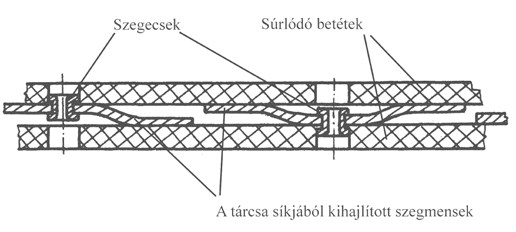 Szegecsek
Súrlódó betétek
A tárcsa síkjából kihajlított szegmensek